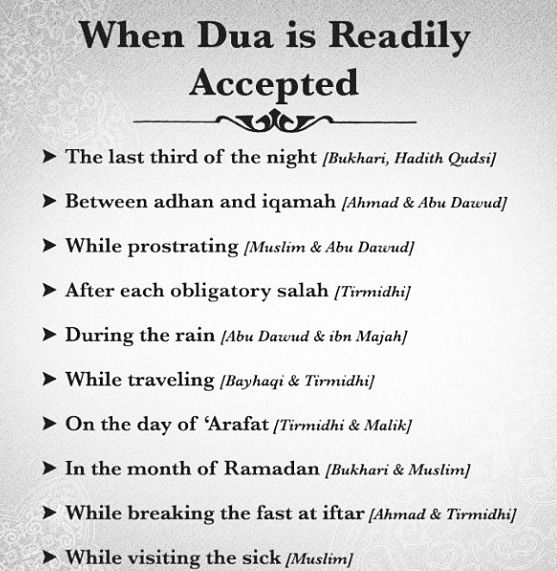 When Dua is Readily
Accepted
➤ The last third of the night [Bukhari, Hadith Qudsi]
➤ Between adhan and iqamah [Ahmad & Abu Dawud]
➤ While prostrating [Muslim & Abu Dawud]
➤ After each obligatory salah [Tirmidhi]
➤ During the rain [Abu Dawud & ibn Majah]
➤ While traveling [Bayhaqi & Tirmidhi]
➤ On the day of ‘Arafat [Tirmidhi & Malik]
➤ In the month of Ramadan [Bukhari & Muslim]
➤ While breaking the fast at iftar [Ahmad & Tirmidhi]
➤ While visiting the sick [Muslim]